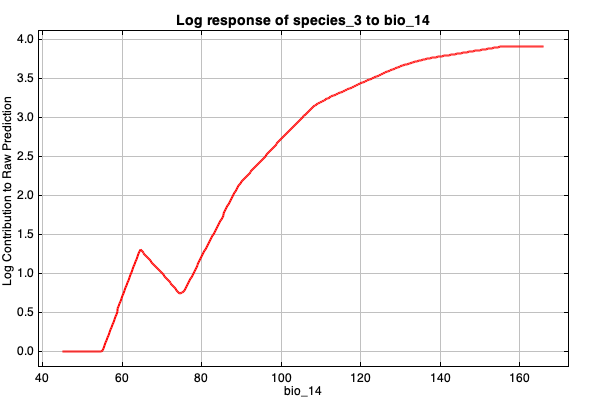 Log response of species_3 to bio_14
Log Contribution to Raw Prediction
4.0
3.5
3.0
2.5
2.0
1.5
1.0
0.5
0.0
40 60 80 100 120 140 160
bio_14